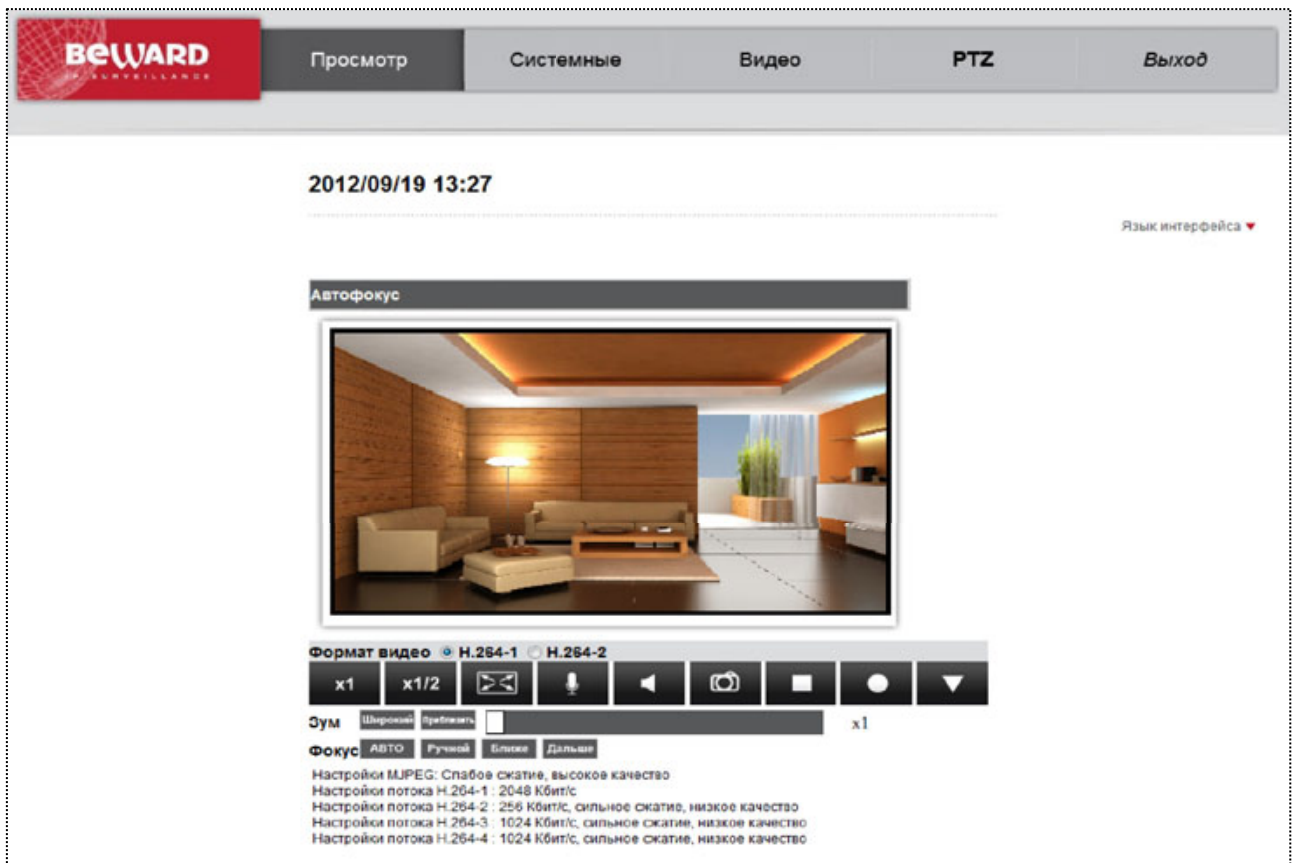 BEWARD
IP SURVEILLANCE
Просмотр
Системные
Видео
PTZ
Выход
2012/09/19 13:27
Язык интерфейса
Автофокус
Формат видео H.264-1 H.264-2
x1 x1/2
Зум Широкий Приблизить x1
Фокус АВТО Ручной Ближе Дальше
Настройки MJPEG: Слабое сжатие, высокое качество
Настройки потока H.264-1 : 2048 Кбит/с
Настройки потока H.264-2 : 256 Кбит/с, сильное сжатие, низкое качество
Настройки потока H.264-3 : 1024 Кбит/с, сильное сжатие, низкое качество
Настройки потока H.264-4 : 1024 Кбит/с, сильное сжатие, низкое качество